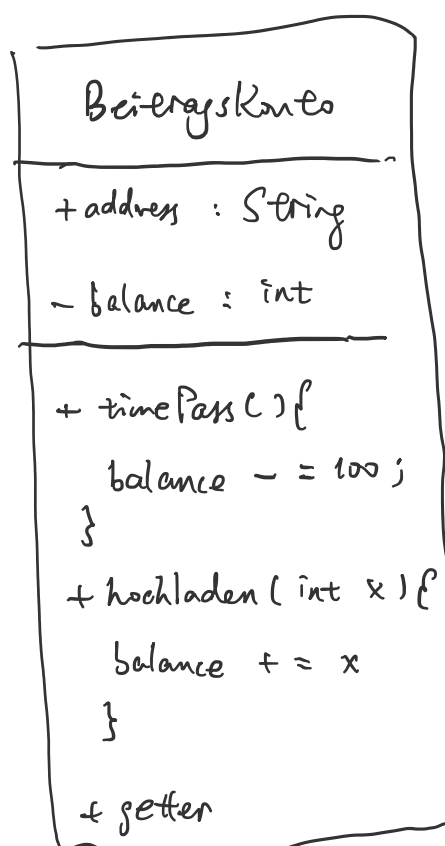 Beitragskonto
+ address : String
- balance : int
+ timePass(){
balance -= 100;
}
+ hochladen(int x){
balance += x
}
+ getter